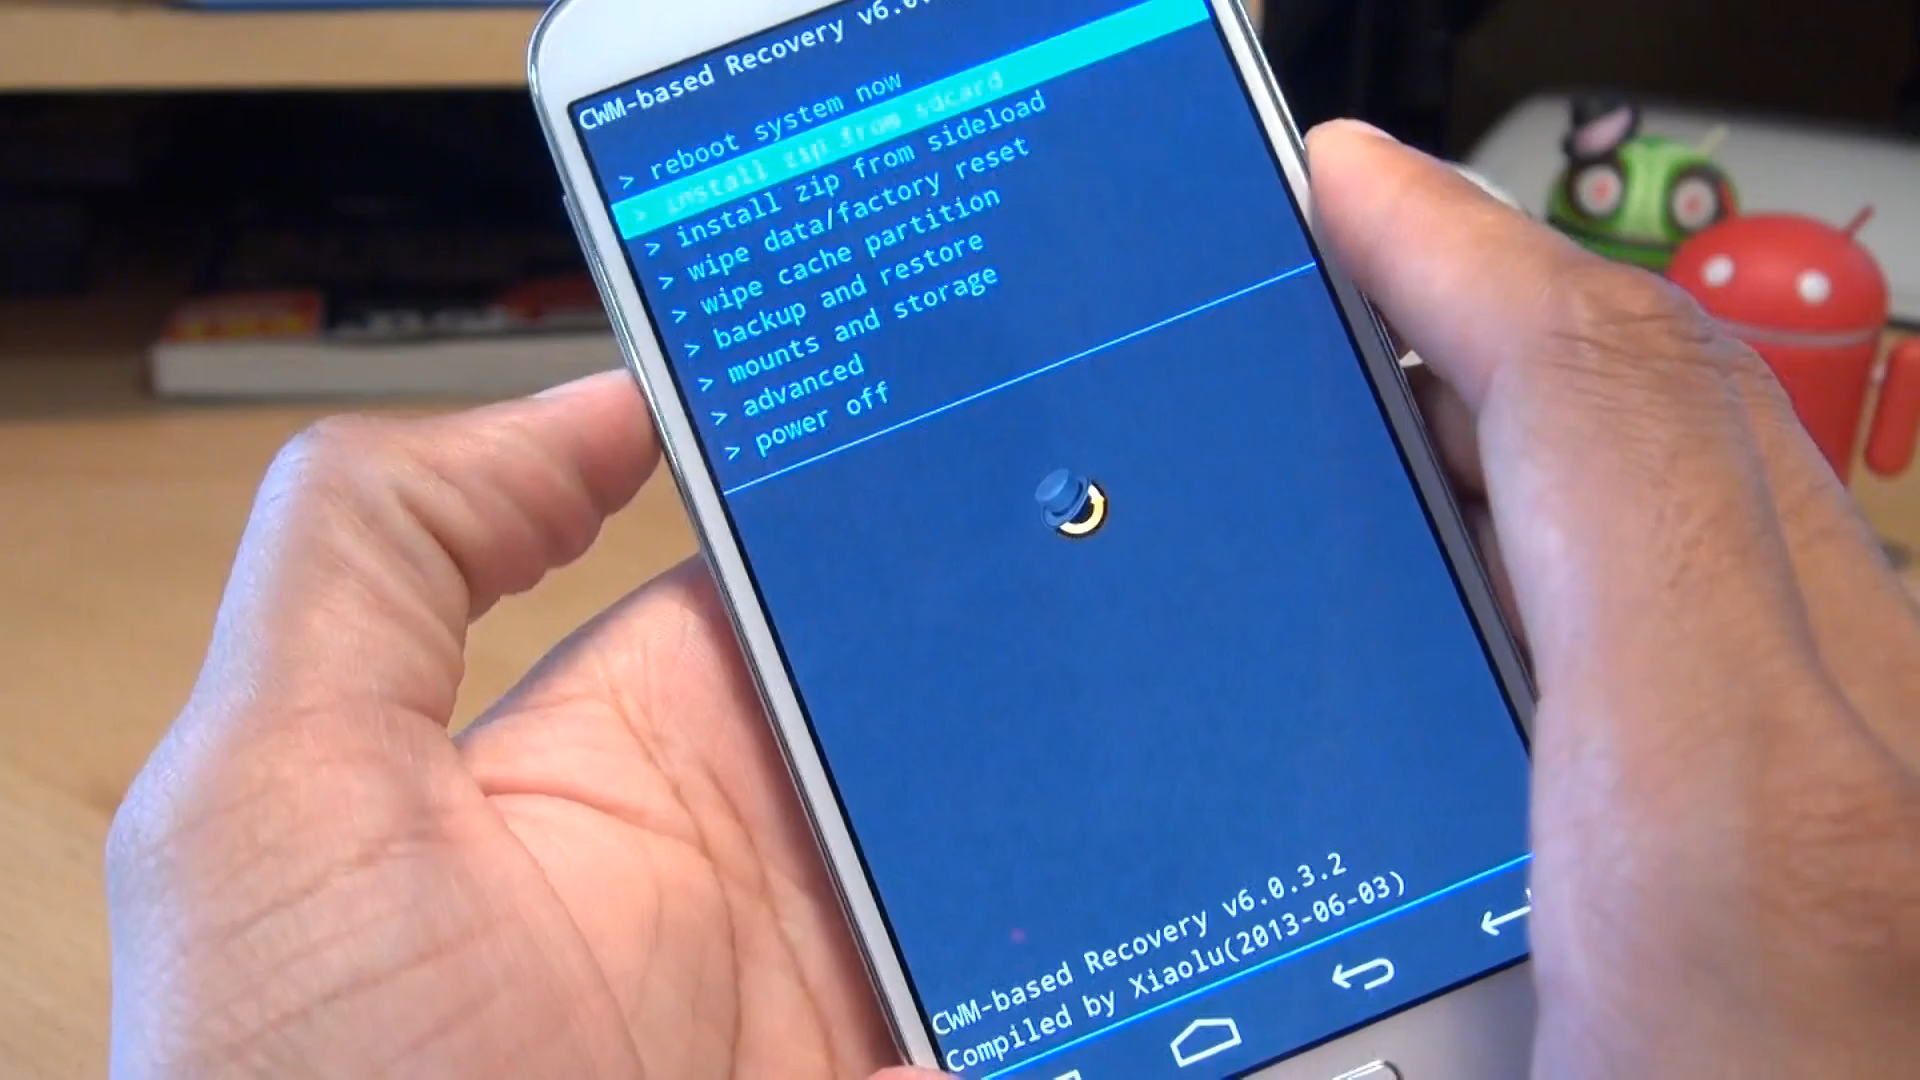 CWM-based Recovery v6.0.
> reboot system now
> install zip from sdcard
> install zip from sideload
> wipe data/factory reset
> wipe cache partition
> backup and restore
> mounts and storage
> advanced
> power off
CWM-based Recovery v6.0.3.2
Compiled by Xiaolu(2013-06-03)